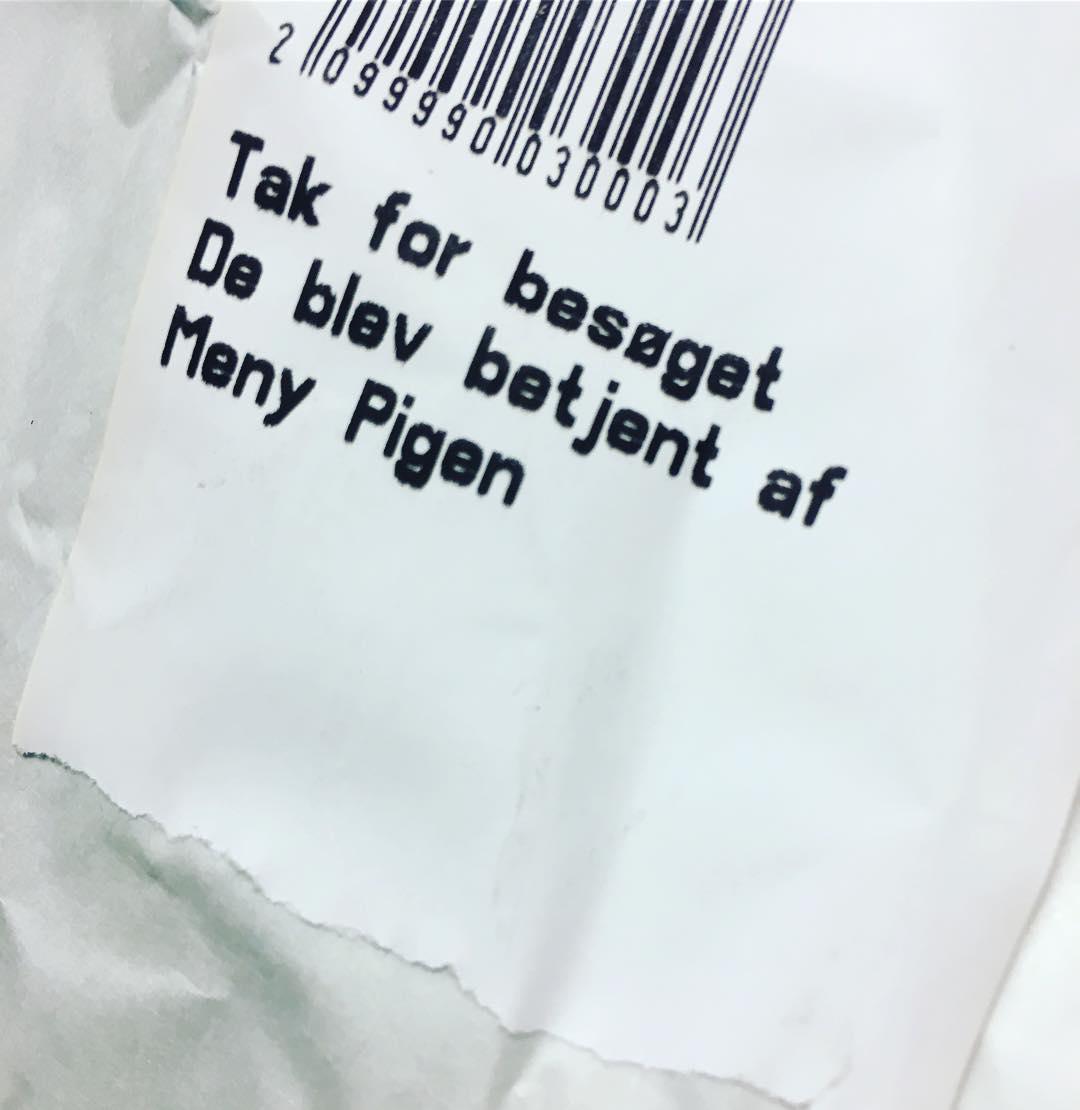 2 099990 030003
Tak for besøget
De blev betjent af
Meny Pigen